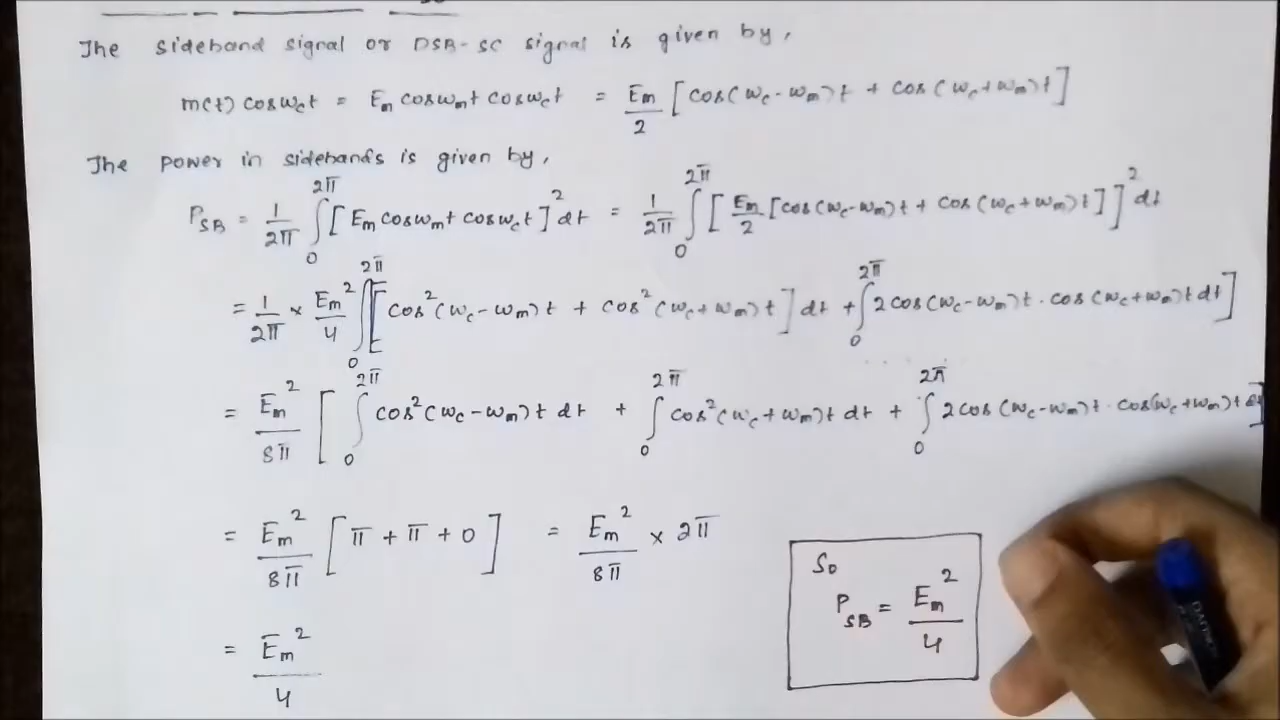 The sideband signal or DSB-SC signal is given by,
m(t) cosω_c t = E_m cosω_m t cosω_c t = E_m/2 [cos(ω_c - ω_m)t + cos(ω_c + ω_m)t]
The power in sidebands is given by,
P_SB = 1/2π ∫_0^2π [E_m cosω_m t cosω_c t]^2 dt = 1/2π ∫_0^2π [E_m/2 [cos(ω_c - ω_m)t + cos(ω_c + ω_m)t]]^2 dt
= 1/2π × E_m^2/4 ∫_0^2π [[cos^2(ω_c - ω_m)t + cos^2(ω_c + ω_m)t] dt + ∫_0^2π 2cos(ω_c - ω_m)t · cos(ω_c + ω_m)t dt]
= E_m^2/8π [∫_0^2π cos^2(ω_c - ω_m)t dt + ∫_0^2π cos^2(ω_c + ω_m)t dt + ∫_0^2π 2cos(ω_c - ω_m)t · cos(ω_c + ω_m)t dt]
= E_m^2/8π [π + π + 0] = E_m^2/8π × 2π
= E_m^2/4
So
P_SB = E_m^2/4